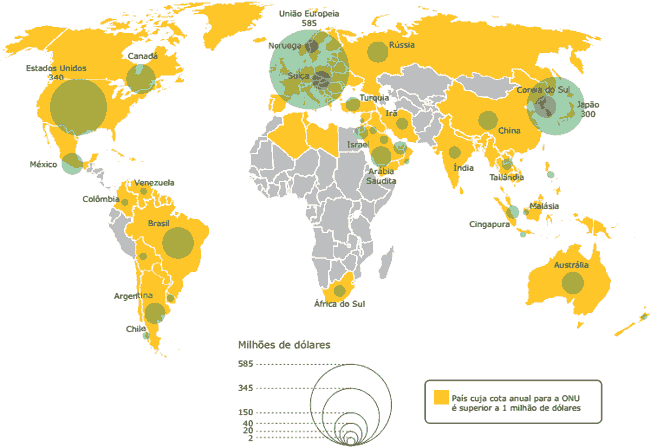 União Europeia
585
Noruega
Rússia
Canadá
Estados Unidos
340
Suíça
Coreia do Sul
Turquia
Japão
300
Irã
China
Israel
México
Arábia
Saudita
Índia
Tailândia
Venezuela
Colômbia
Malásia
Brasil
Cingapura
Austrália
Argentina
África do Sul
Chile
Milhões de dólares
585
345
150
40
20
2
País cuja cota anual para a ONU
é superior a 1 milhão de dólares